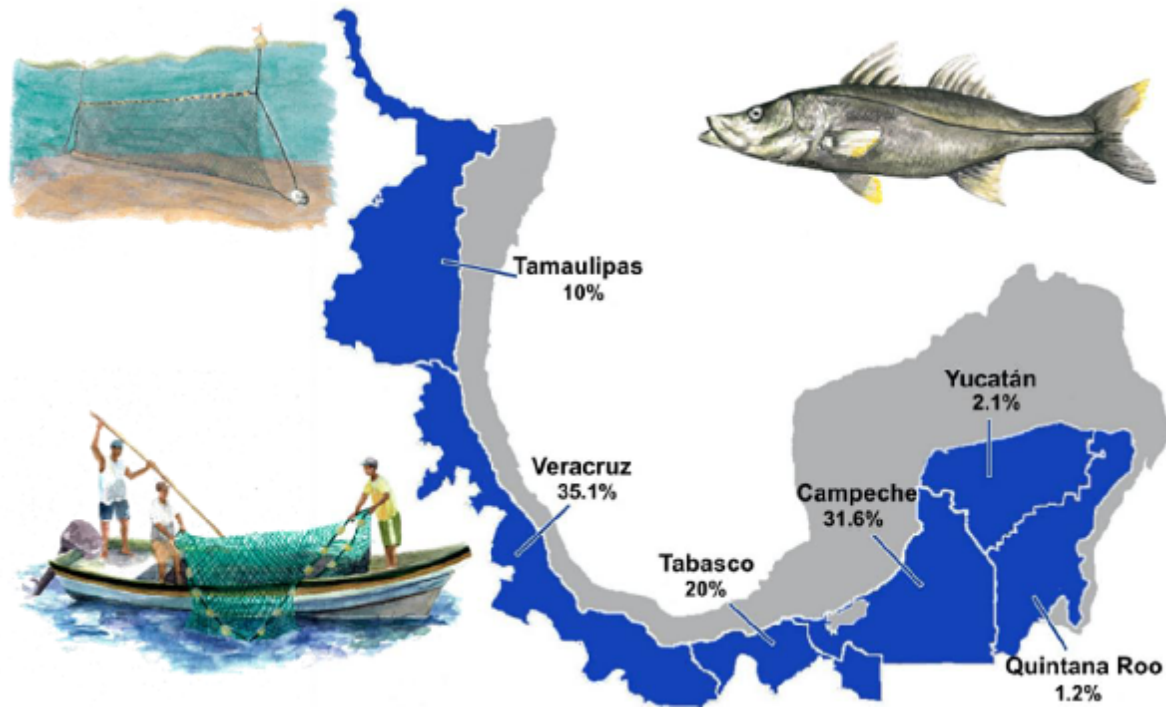 Tamaulipas
10%
Yucatán
2.1%
Veracruz
35.1%
Campeche
31.6%
Tabasco
20%
Quintana Roo
1.2%